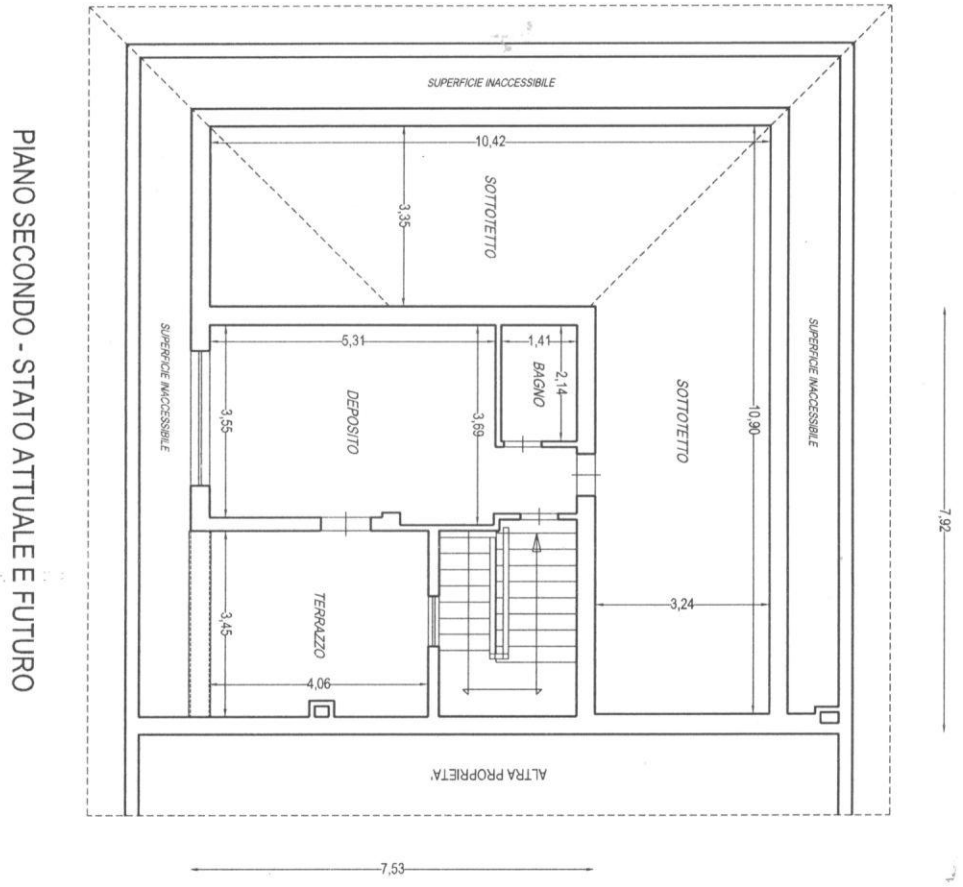 PIANO SECONDO - STATO ATTUALE E FUTURO
SUPERFICIE INACCESSIBILE
10,42
SOTTOTETTO
3,35
SUPERFICIE INACCESSIBILE
5,31
1,41
2,14
BAGNO
3,55
DEPOSITO
3,69
SOTTOTETTO
10,90
SUPERFICIE INACCESSIBILE
7,92
3,24
3,45
TERRAZZO
4,06
ALTRA PROPRIETA'
7,53